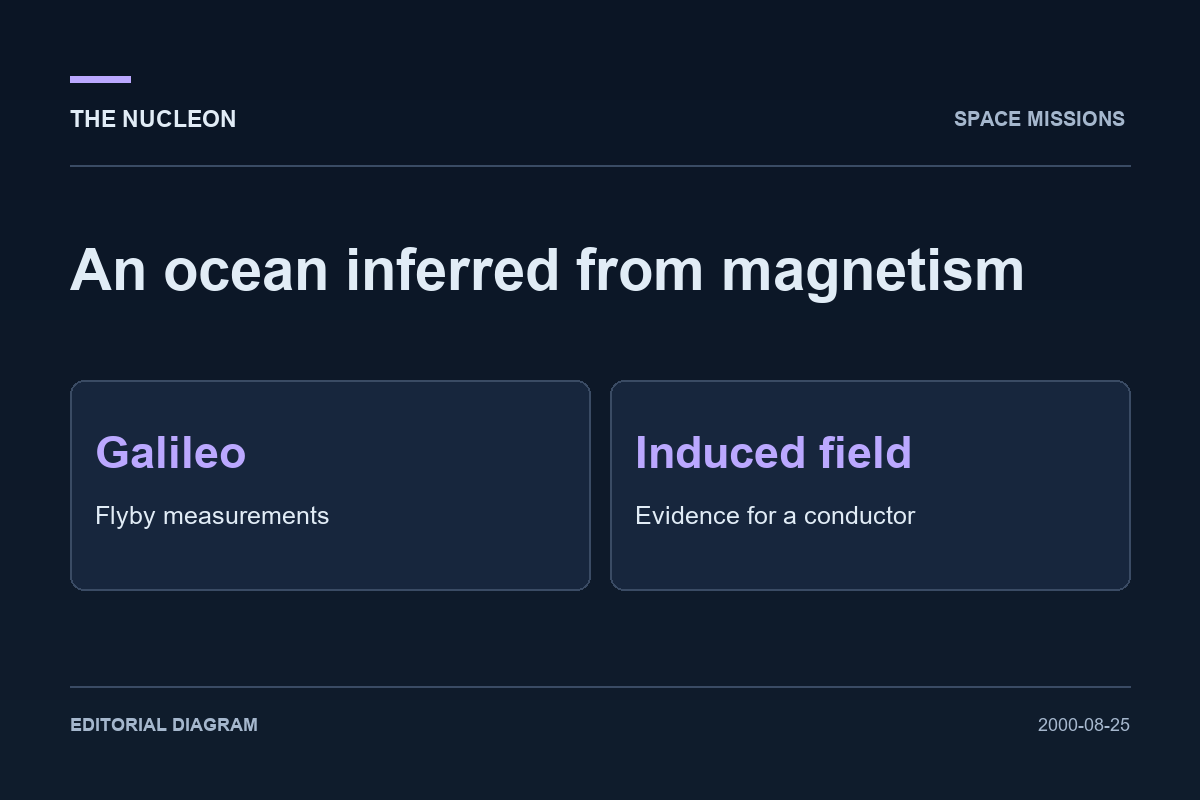 THE NUCLEON
SPACE MISSIONS
An ocean inferred from magnetism
Galileo
Flyby measurements
Induced field
Evidence for a conductor
EDITORIAL DIAGRAM
2000-08-25